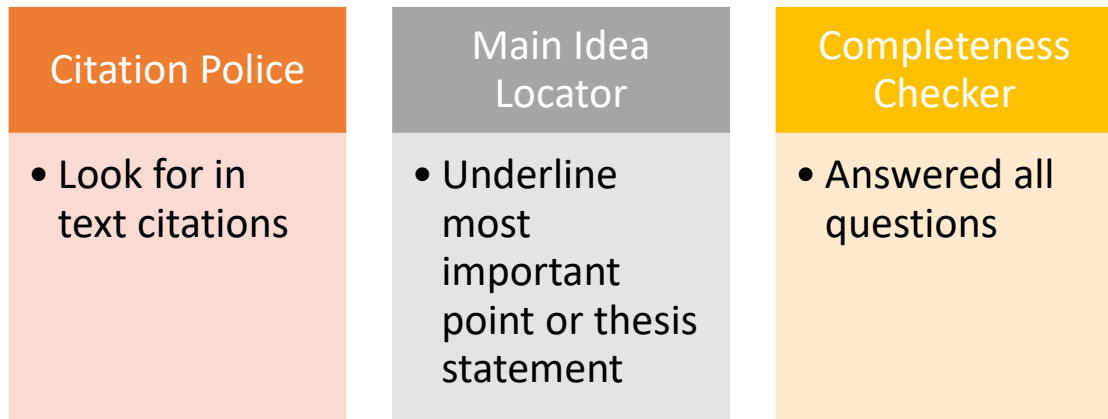 Citation Police
• Look for in
text citations
Main Idea
Locator
• Underline
most
important
point or thesis
statement
Completeness
Checker
• Answered all
questions